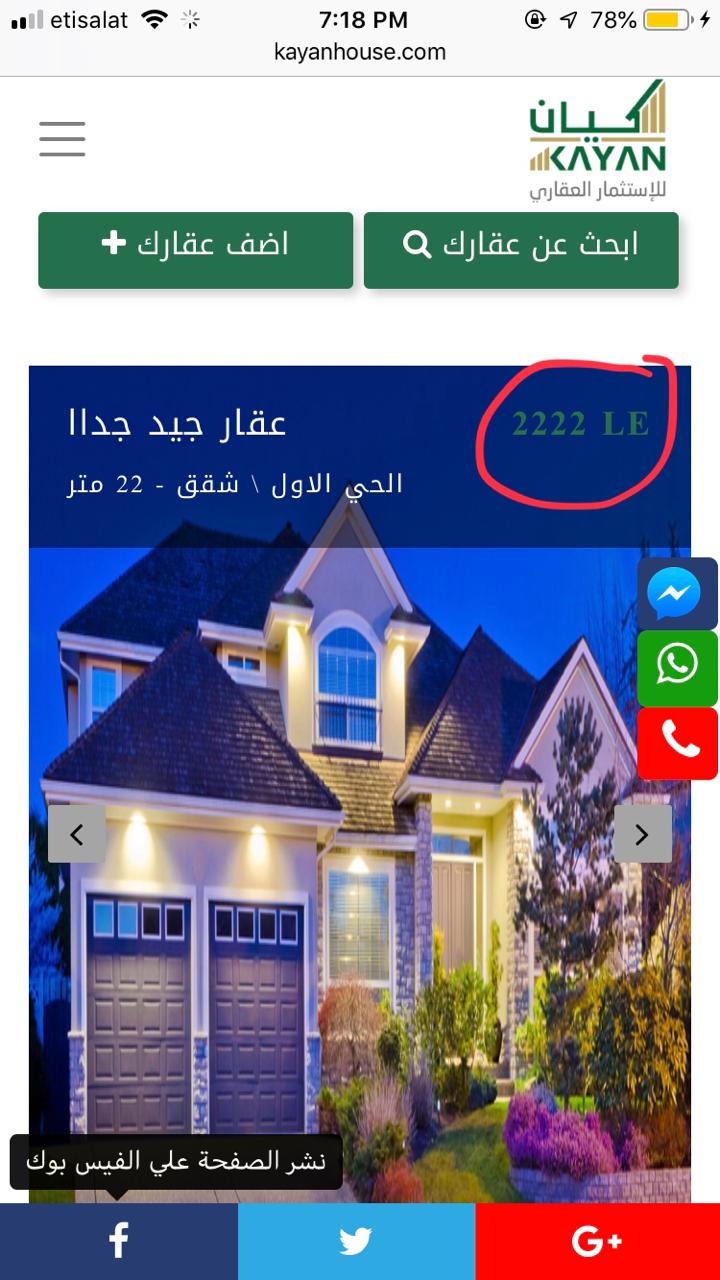 etisalat 7:18 PM 78%
kayanhouse.com
كيان
KAYAN
للإستثمار العقاري
ابحث عن عقارك
اضف عقارك
2222 LE
عقار جيد جداا
الحي الاول \ شقق - 22 متر
نشر الصفحة علي الفيس بوك
f
G+